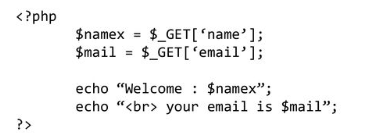 <?php
$namex = $_GET[‘name’];
$mail = $_GET[‘email’];
echo “Welcome : $namex”;
echo “<br> your email is $mail”;
?>